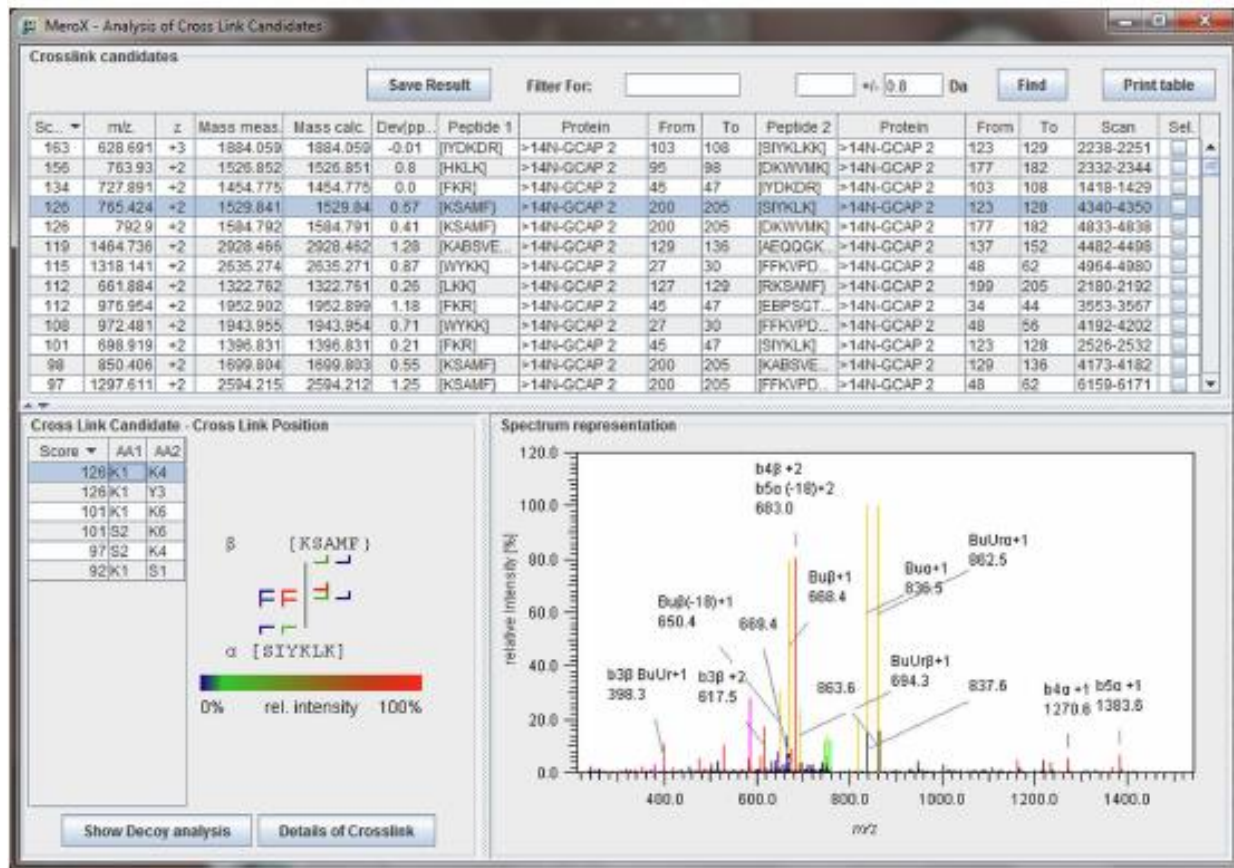 MeroX - Analysis of Cross Link Candidates
Crosslink candidates
Save Result Filter For: +/- 0.8 Da Find Print table
Sc... m/z z Mass meas. Mass calc. Dev(pp... Peptide 1 Protein From To Peptide 2 Protein From To Scan Sel.
163 628.691 +3 1884.059 1884.059 -0.01 [IYDKDR] >14N-GCAP 2 103 108 [SIYKLKK] >14N-GCAP 2 123 129 2238-2251
156 763.93 +2 1526.852 1526.851 0.8 [HKLK] >14N-GCAP 2 95 98 [DKWVMK] >14N-GCAP 2 177 182 2332-2344
134 727.891 +2 1454.775 1454.775 0.0 [FKR] >14N-GCAP 2 45 47 [IYDKDR] >14N-GCAP 2 103 108 1418-1429
126 765.424 +2 1529.841 1529.84 0.57 [KSAMF} >14N-GCAP 2 200 205 [SIYKLK] >14N-GCAP 2 123 128 4340-4350
126 792.9 +2 1584.792 1584.791 0.41 [KSAMF} >14N-GCAP 2 200 205 [DKWVMK] >14N-GCAP 2 177 182 4833-4838
119 1464.736 +2 2928.466 2928.462 1.28 [KABSVE... >14N-GCAP 2 129 136 [AEQQGK... >14N-GCAP 2 137 152 4482-4498
115 1318.141 +2 2635.274 2635.271 0.87 [WYKK] >14N-GCAP 2 27 30 [FFKVPD... >14N-GCAP 2 48 62 4964-4980
112 661.884 +2 1322.762 1322.761 0.26 [LKK] >14N-GCAP 2 127 129 [RKSAMF} >14N-GCAP 2 199 205 2180-2192
112 976.954 +2 1952.902 1952.899 1.18 [FKR] >14N-GCAP 2 45 47 [EBPSGT... >14N-GCAP 2 34 44 3553-3567
108 972.481 +2 1943.955 1943.954 0.71 [WYKK] >14N-GCAP 2 27 30 [FFKVPD... >14N-GCAP 2 48 56 4192-4202
101 698.919 +2 1396.831 1396.831 0.21 [FKR] >14N-GCAP 2 45 47 [SIYKLK] >14N-GCAP 2 123 128 2526-2532
98 850.406 +2 1699.804 1699.803 0.55 [KSAMF} >14N-GCAP 2 200 205 [KABSVE... >14N-GCAP 2 129 136 4173-4182
97 1297.611 +2 2594.215 2594.212 1.25 [KSAMF} >14N-GCAP 2 200 205 [FFKVPD... >14N-GCAP 2 48 62 6159-6171
Cross Link Candidate - Cross Link Position
Score AA1 AA2
126 K1 K4
126 K1 Y3
101 K1 K6
101 S2 K6
97 S2 K4
92 K1 S1
β [KSAMF}
α [SIYKLK]
0% rel. intensity 100%
Show Decoy analysis Details of Crosslink
Spectrum representation
relative Intensity [%]
120.0
100.0
80.0
60.0
40.0
20.0
0.0
b4β +2
b5α (-18)+2
683.0
BuUrα+1
862.5
Buα+1
836.5
Buβ+1
668.4
Buβ(-18)+1
650.4
669.4
BuUrβ+1
694.3
b3β BuUr+1
398.3
b3β +2
617.5
863.6
837.6
b4α +1
1270.6
b5α +1
1383.6
400.0 600.0 800.0 1000.0 1200.0 1400.0
m/z